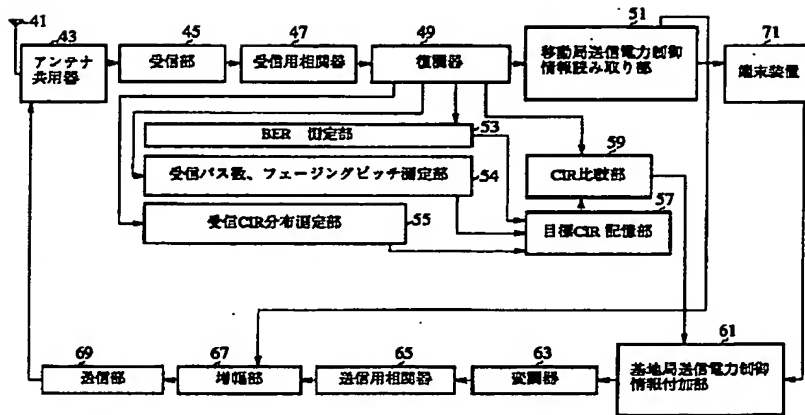 41
43
アンテナ
共用器
45
受信部
47
受信用相関器
49
復調器
51
移動局送信電力制御
情報読み取り部
71
端末装置
BER 測定部
53
受信パス数、フェージングピッチ測定部
54
受信CIR分布測定部
55
59
CIR比較部
57
目標CIR 記憶部
61
基地局送信電力制御
情報付加部
63
変調器
65
送信用相関器
67
増幅部
69
送信部